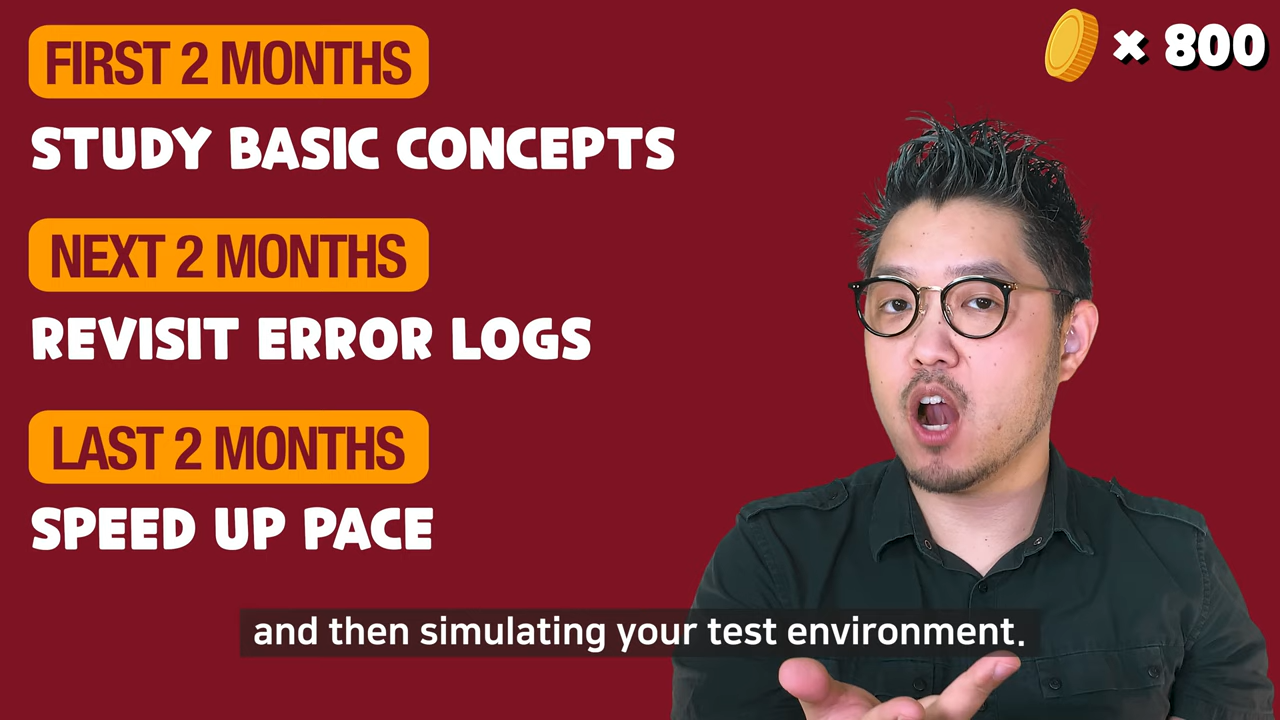 FIRST 2 MONTHS
× 800
STUDY BASIC CONCEPTS
NEXT 2 MONTHS
REVISIT ERROR LOGS
LAST 2 MONTHS
SPEED UP PACE
and then simulating your test environment.